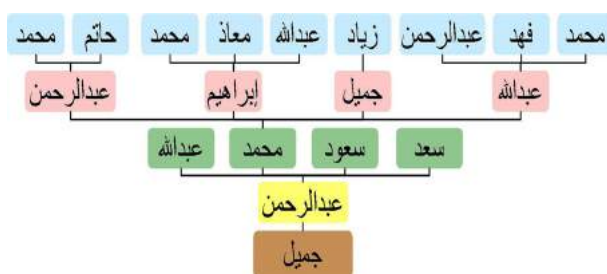 محمد فهد عبدالرحمن زياد عبدالله معاذ محمد حاتم محمد
عبدالله جميل إبراهيم عبدالرحمن
سعد سعود محمد عبدالله
عبدالرحمن
جميل